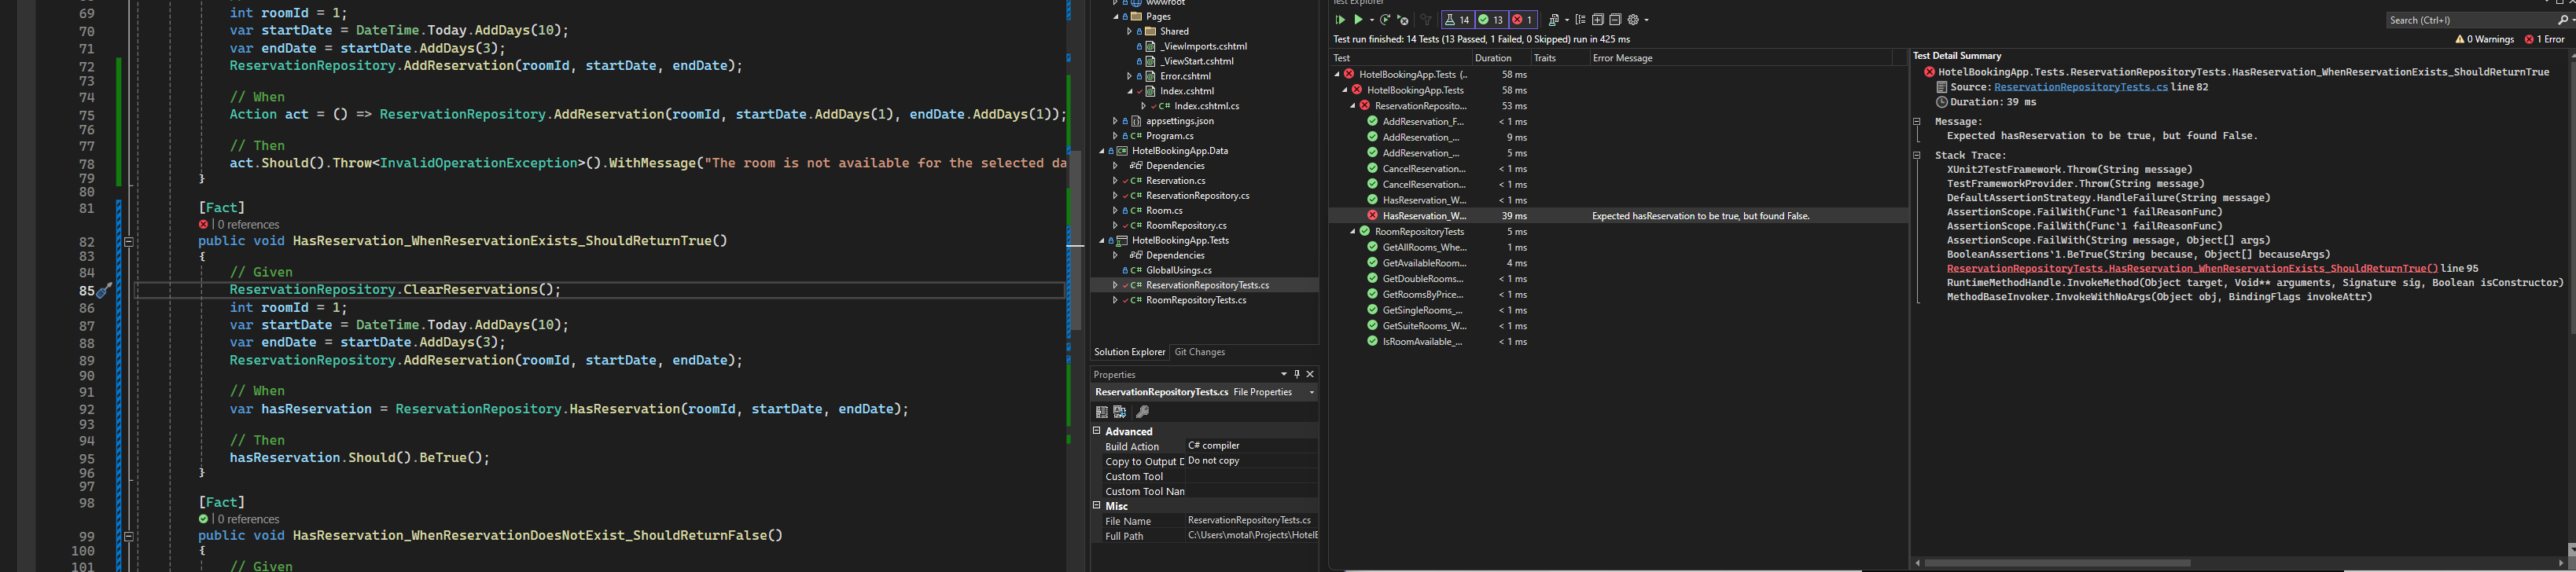 69 int roomId = 1;
70 var startDate = DateTime.Today.AddDays(10);
71 var endDate = startDate.AddDays(3);
72 ReservationRepository.AddReservation(roomId, startDate, endDate);
73
74 // When
75 Action act = () => ReservationRepository.AddReservation(roomId, startDate.AddDays(1), endDate.AddDays(1));
76
77 // Then
78 act.Should().Throw<InvalidOperationException>().WithMessage("The room is not available for the selected da
79 }
80
81 [Fact]
0 references
82 public void HasReservation_WhenReservationExists_ShouldReturnTrue()
83 {
84 // Given
85 ReservationRepository.ClearReservations();
86 int roomId = 1;
87 var startDate = DateTime.Today.AddDays(10);
88 var endDate = startDate.AddDays(3);
89 ReservationRepository.AddReservation(roomId, startDate, endDate);
90
91 // When
92 var hasReservation = ReservationRepository.HasReservation(roomId, startDate, endDate);
93
94 // Then
95 hasReservation.Should().BeTrue();
96 }
97
98 [Fact]
0 references
99 public void HasReservation_WhenReservationDoesNotExist_ShouldReturnFalse()
100 {
101 // Given
wwwroot
Pages
Shared
_ViewImports.cshtml
_ViewStart.cshtml
Error.cshtml
Index.cshtml
C# Index.cshtml.cs
appsettings.json
C# Program.cs
HotelBookingApp.Data
Dependencies
C# Reservation.cs
C# ReservationRepository.cs
C# Room.cs
C# RoomRepository.cs
HotelBookingApp.Tests
Dependencies
C# GlobalUsings.cs
C# ReservationRepositoryTests.cs
C# RoomRepositoryTests.cs
Solution Explorer Git Changes
Properties
ReservationRepositoryTests.cs File Properties
Advanced
Build Action C# compiler
Copy to Output D Do not copy
Custom Tool
Custom Tool Nan
Misc
File Name ReservationRepositoryTests.cs
Full Path C:\Users\motal\Projects\HotelB
Test Explorer
14 13 1
Search (Ctrl+I)
Test run finished: 14 Tests (13 Passed, 1 Failed, 0 Skipped) run in 425 ms
0 Warnings 1 Error
Test Duration Traits Error Message
HotelBookingApp.Tests (.. 58 ms
HotelBookingApp.Tests 58 ms
ReservationReposito... 53 ms
AddReservation_F... < 1 ms
AddReservation_... 9 ms
AddReservation_... 5 ms
CancelReservation... < 1 ms
CancelReservation... < 1 ms
HasReservation_W... < 1 ms
HasReservation_W... 39 ms Expected hasReservation to be true, but found False.
RoomRepositoryTests 5 ms
GetAllRooms_Whe... 1 ms
GetAvailableRoom... 4 ms
GetDoubleRooms... < 1 ms
GetRoomsByPrice... < 1 ms
GetSingleRooms_... < 1 ms
GetSuiteRooms_W... < 1 ms
IsRoomAvailable_... < 1 ms
Test Detail Summary
HotelBookingApp.Tests.ReservationRepositoryTests.HasReservation_WhenReservationExists_ShouldReturnTrue
Source: ReservationRepositoryTests.cs line 82
Duration: 39 ms
Message:
Expected hasReservation to be true, but found False.
Stack Trace:
XUnit2TestFramework.Throw(String message)
TestFrameworkProvider.Throw(String message)
DefaultAssertionStrategy.HandleFailure(String message)
AssertionScope.FailWith(Func`1 failReasonFunc)
AssertionScope.FailWith(Func`1 failReasonFunc)
AssertionScope.FailWith(String message, Object[] args)
BooleanAssertions`1.BeTrue(String because, Object[] becauseArgs)
ReservationRepositoryTests.HasReservation_WhenReservationExists_ShouldReturnTrue() line 95
RuntimeMethodHandle.InvokeMethod(Object target, Void** arguments, Signature sig, Boolean isConstructor)
MethodBaseInvoker.InvokeWithNoArgs(Object obj, BindingFlags invokeAttr)